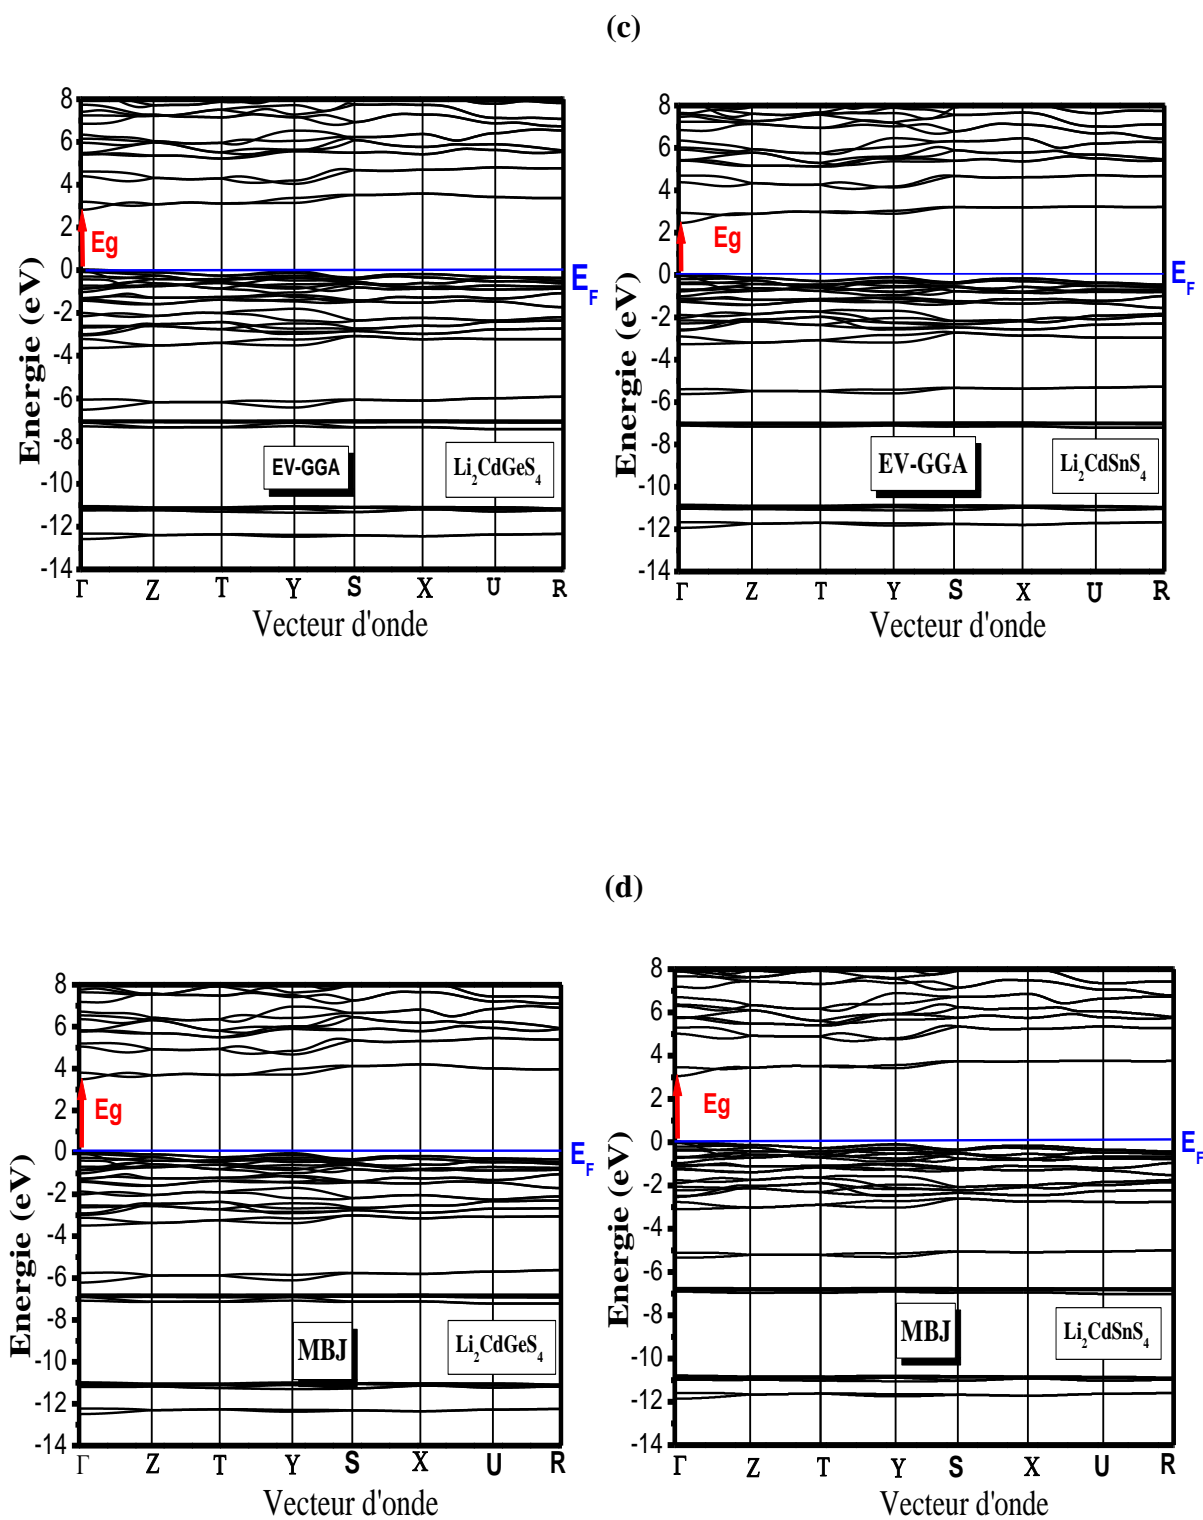 (c)
8
6
4
2
0
-2
-4
-6
-8
-10
-12
-14
Energie (eV)
Eg
E_F
EV-GGA
Li₂CdGeS₄
Γ Z T Y S X U R
Vecteur d'onde
8
6
4
2
0
-2
-4
-6
-8
-10
-12
-14
Energie (eV)
Eg
E_F
EV-GGA
Li₂CdSnS₄
Γ Z T Y S X U R
Vecteur d'onde
(d)
8
6
4
2
0
-2
-4
-6
-8
-10
-12
-14
Energie (eV)
Eg
E_F
MBJ
Li₂CdGeS₄
Γ Z T Y S X U R
Vecteur d'onde
8
6
4
2
0
-2
-4
-6
-8
-10
-12
-14
Energie (eV)
Eg
E_F
MBJ
Li₂CdSnS₄
Γ Z T Y S X U R
Vecteur d'onde